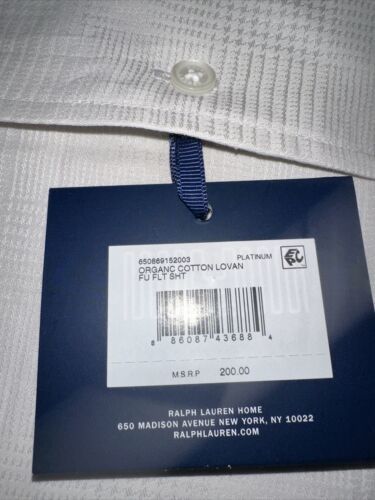 650869152003 PLATINUM
ORGANC COTTON LOVAN
FU FLT SHT
8 86087 43688 4
M.S.R.P 200.00
RALPH LAUREN HOME
650 MADISON AVENUE NEW YORK, NY 10022
RALPHLAUREN.COM